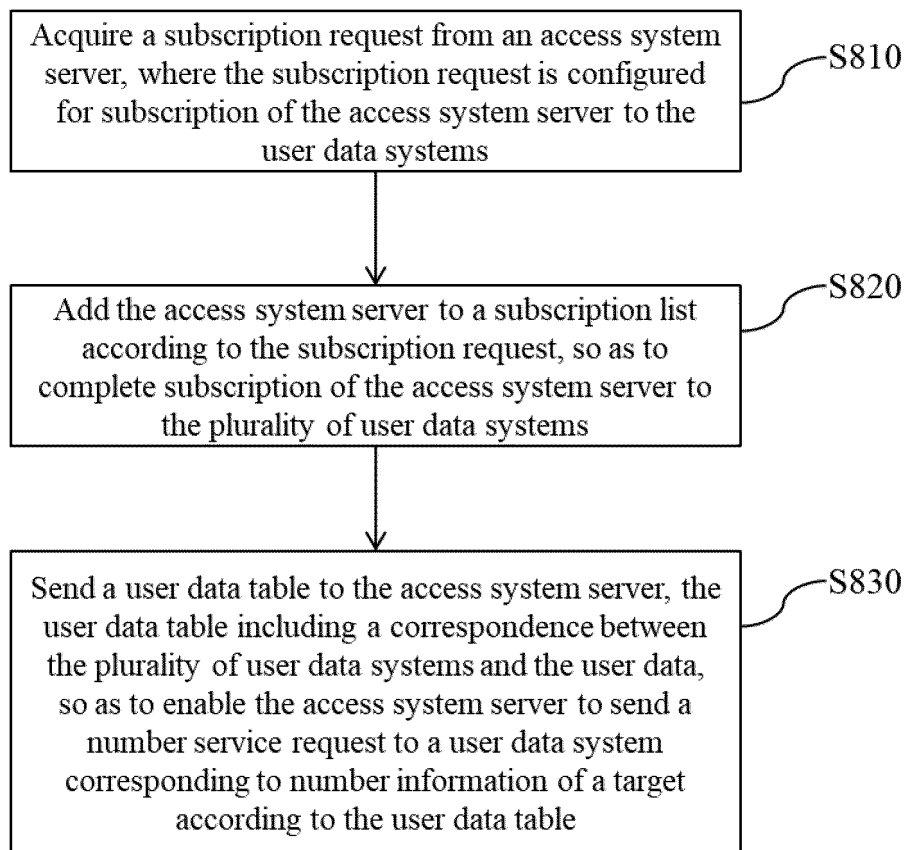 Acquire a subscription request from an access system
server, where the subscription request is configured
for subscription of the access system server to the
user data systems
S810
Add the access system server to a subscription list
according to the subscription request, so as to
complete subscription of the access system server to
the plurality of user data systems
S820
Send a user data table to the access system server, the
user data table including a correspondence between
the plurality of user data systems and the user data,
so as to enable the access system server to send a
number service request to a user data system
corresponding to number information of a target
according to the user data table
S830